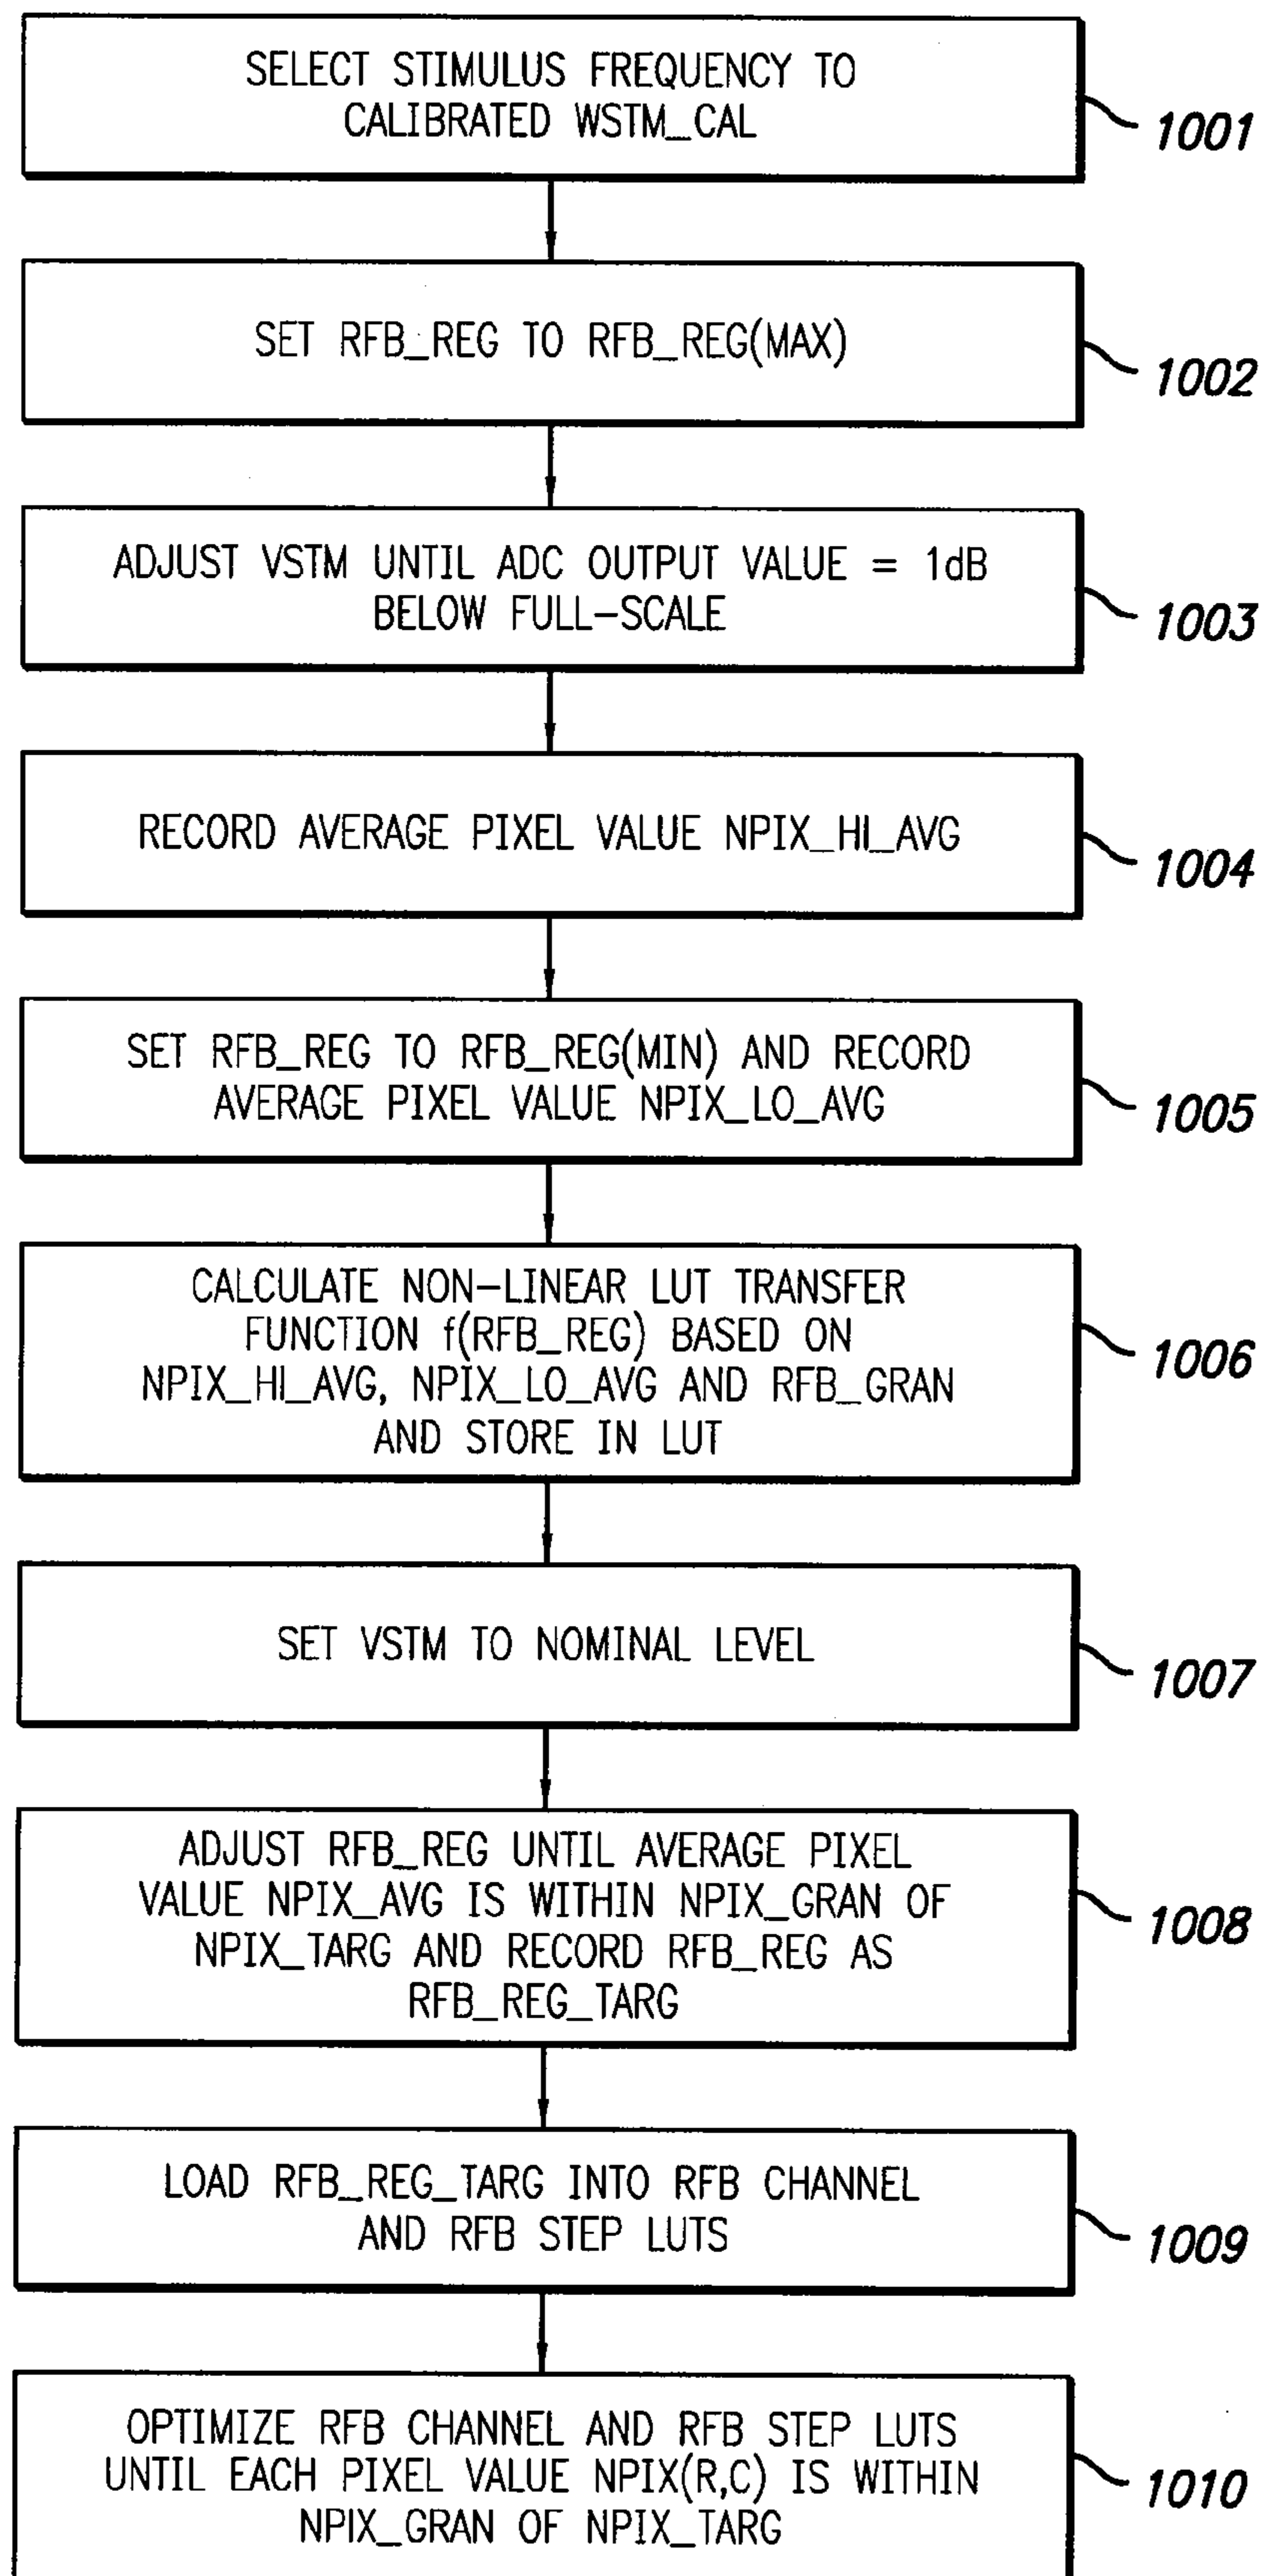 SELECT STIMULUS FREQUENCY TO
CALIBRATED WSTM_CAL
1001
SET RFB_REG TO RFB_REG(MAX)
1002
ADJUST VSTM UNTIL ADC OUTPUT VALUE = 1dB
BELOW FULL-SCALE
1003
RECORD AVERAGE PIXEL VALUE NPIX_HI_AVG
1004
SET RFB_REG TO RFB_REG(MIN) AND RECORD
AVERAGE PIXEL VALUE NPIX_LO_AVG
1005
CALCULATE NON-LINEAR LUT TRANSFER
FUNCTION f(RFB_REG) BASED ON
NPIX_HI_AVG, NPIX_LO_AVG AND RFB_GRAN
AND STORE IN LUT
1006
SET VSTM TO NOMINAL LEVEL
1007
ADJUST RFB_REG UNTIL AVERAGE PIXEL
VALUE NPIX_AVG IS WITHIN NPIX_GRAN OF
NPIX_TARG AND RECORD RFB_REG AS
RFB_REG_TARG
1008
LOAD RFB_REG_TARG INTO RFB CHANNEL
AND RFB STEP LUTS
1009
OPTIMIZE RFB CHANNEL AND RFB STEP LUTS
UNTIL EACH PIXEL VALUE NPIX(R,C) IS WITHIN
NPIX_GRAN OF NPIX_TARG
1010